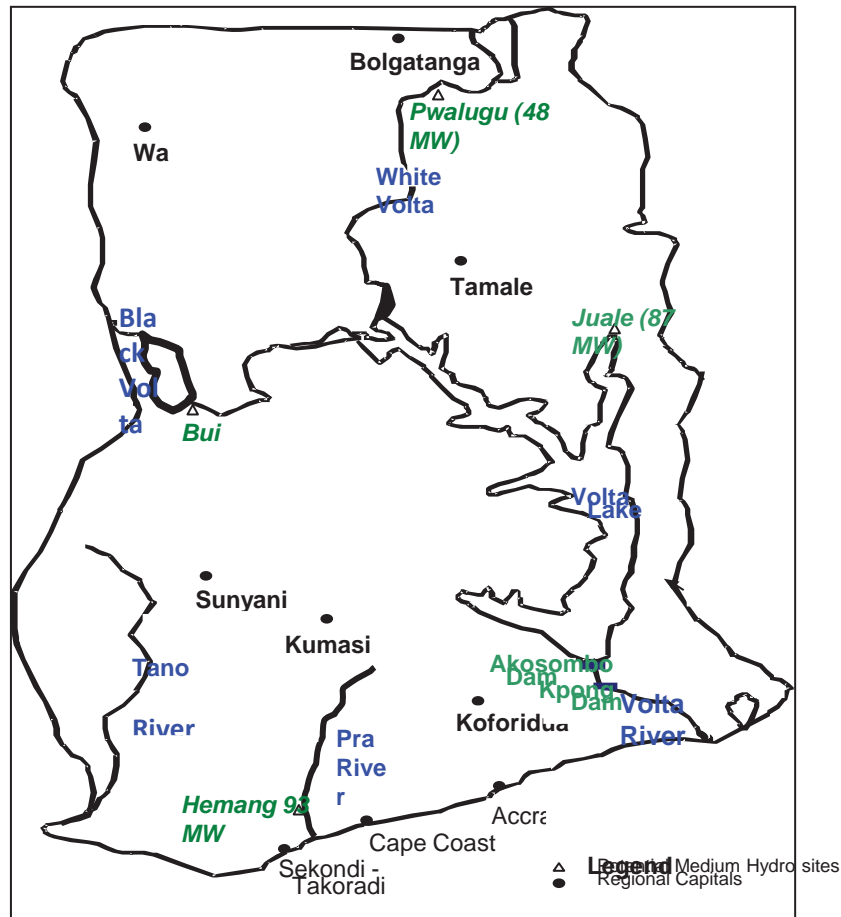 Bolgatanga
Pwalugu (48
MW)
Wa
White
Volta
Tamale
Bla
ck
Vol
ta
Juale (87
MW)
Bui
Volta
Lake
Sunyani
Kumasi
Tano
River
Akosombo
Dam
Kpong
Dam
Koforidua
Volta
River
Pra
Rive
r
Hemang 93
MW
Accra
Cape Coast
Sekondi -
Takoradi
Legend
Potential Medium Hydro sites
Regional Capitals